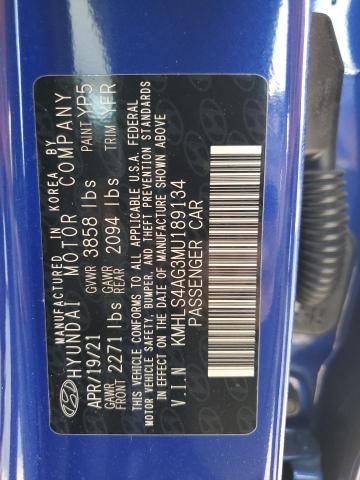 MANUFACTURED IN KOREA BY
HYUNDAI MOTOR COMPANY
APR/19/21 GVWR 3858 lbs PAINT YP5
GAWR FRONT 2271 lbs GAWR REAR 2094 lbs TRIM
THIS VEHICLE CONFORMS TO ALL APPLICABLE U.S.A. FEDERAL
MOTOR VEHICLE SAFETY, BUMPER, AND THEFT PREVENTION STANDARDS
IN EFFECT ON THE DATE OF MANUFACTURE SHOWN ABOVE.
V.I.N KMHLS4AG3MU189134
PASSENGER CAR